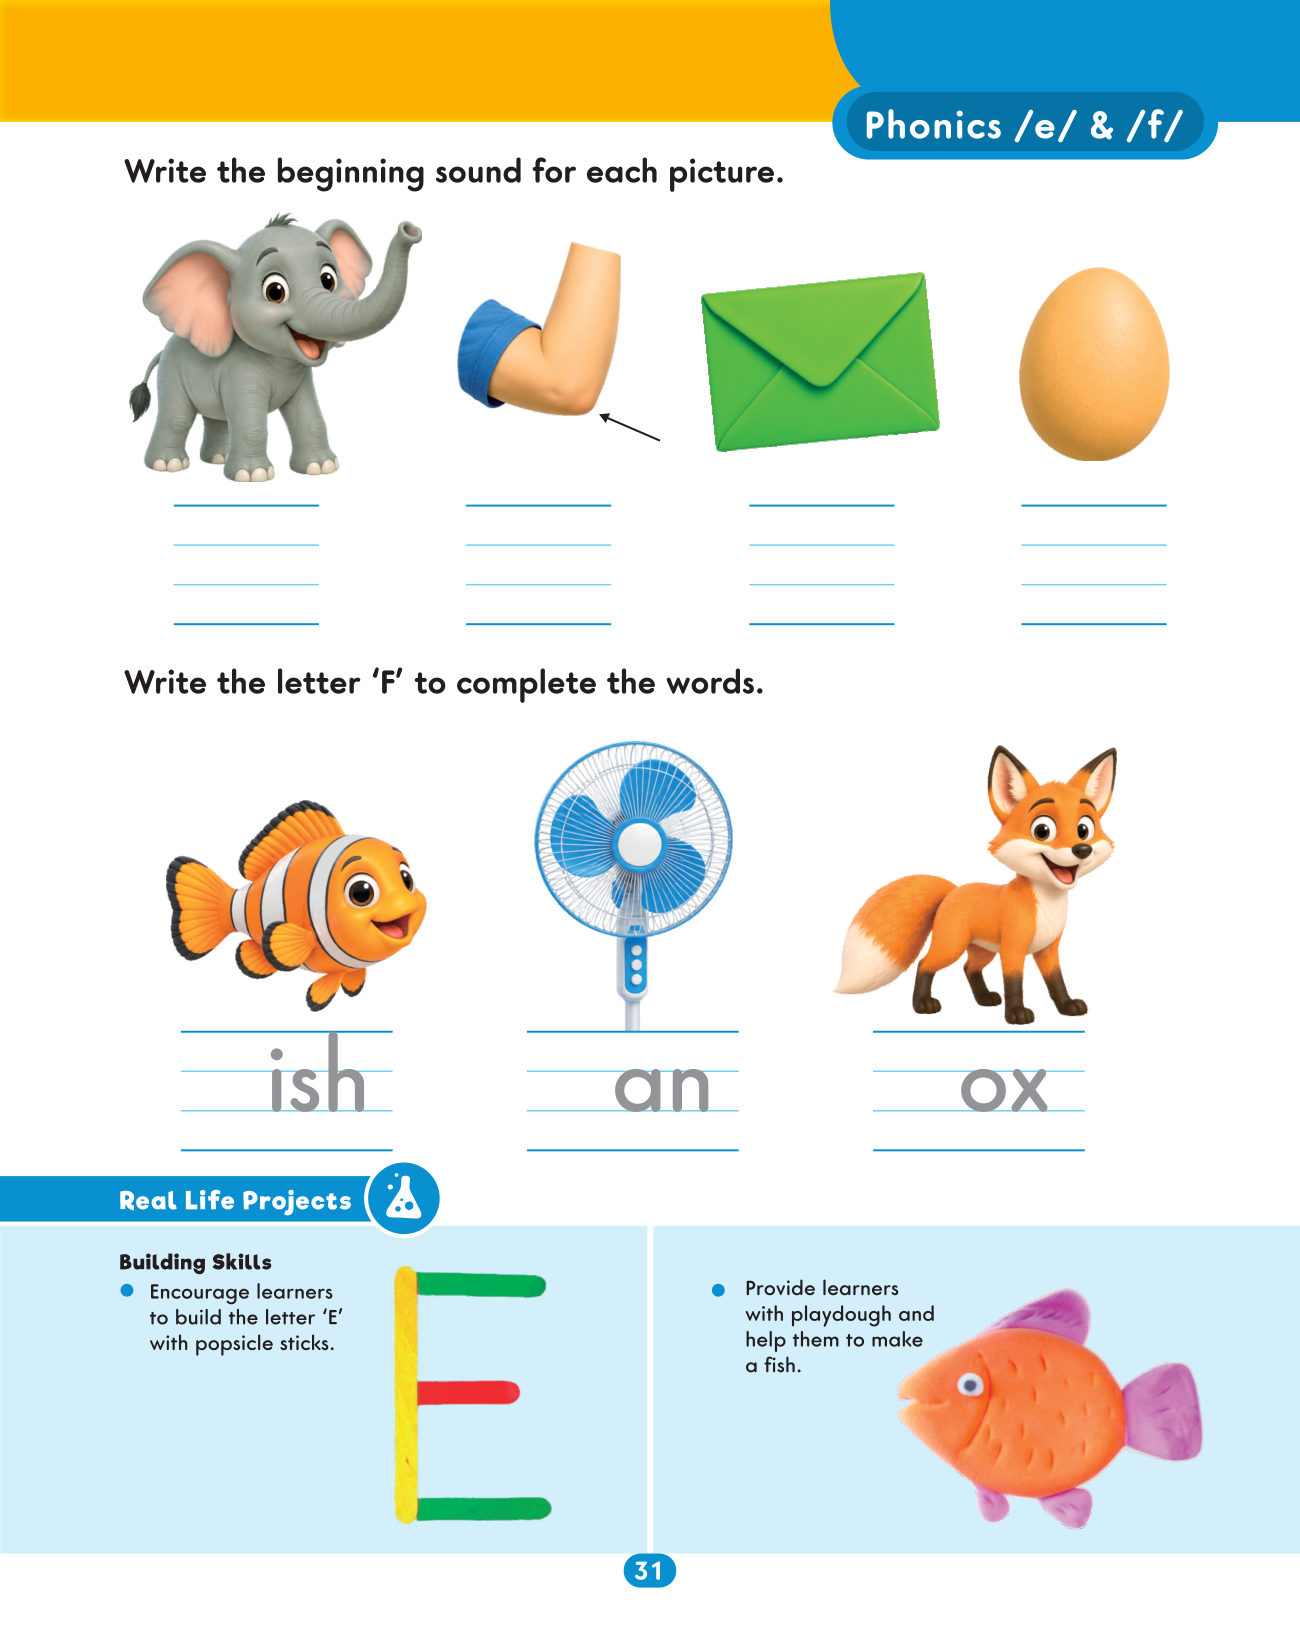 Phonics /e/ & /f/
Write the beginning sound for each picture.
Write the letter ‘F’ to complete the words.
ish
an
ox
Real Life Projects
Building Skills
Encourage learners
to build the letter ‘E’
with popsicle sticks.
Provide learners
with playdough and
help them to make
a fish.
31